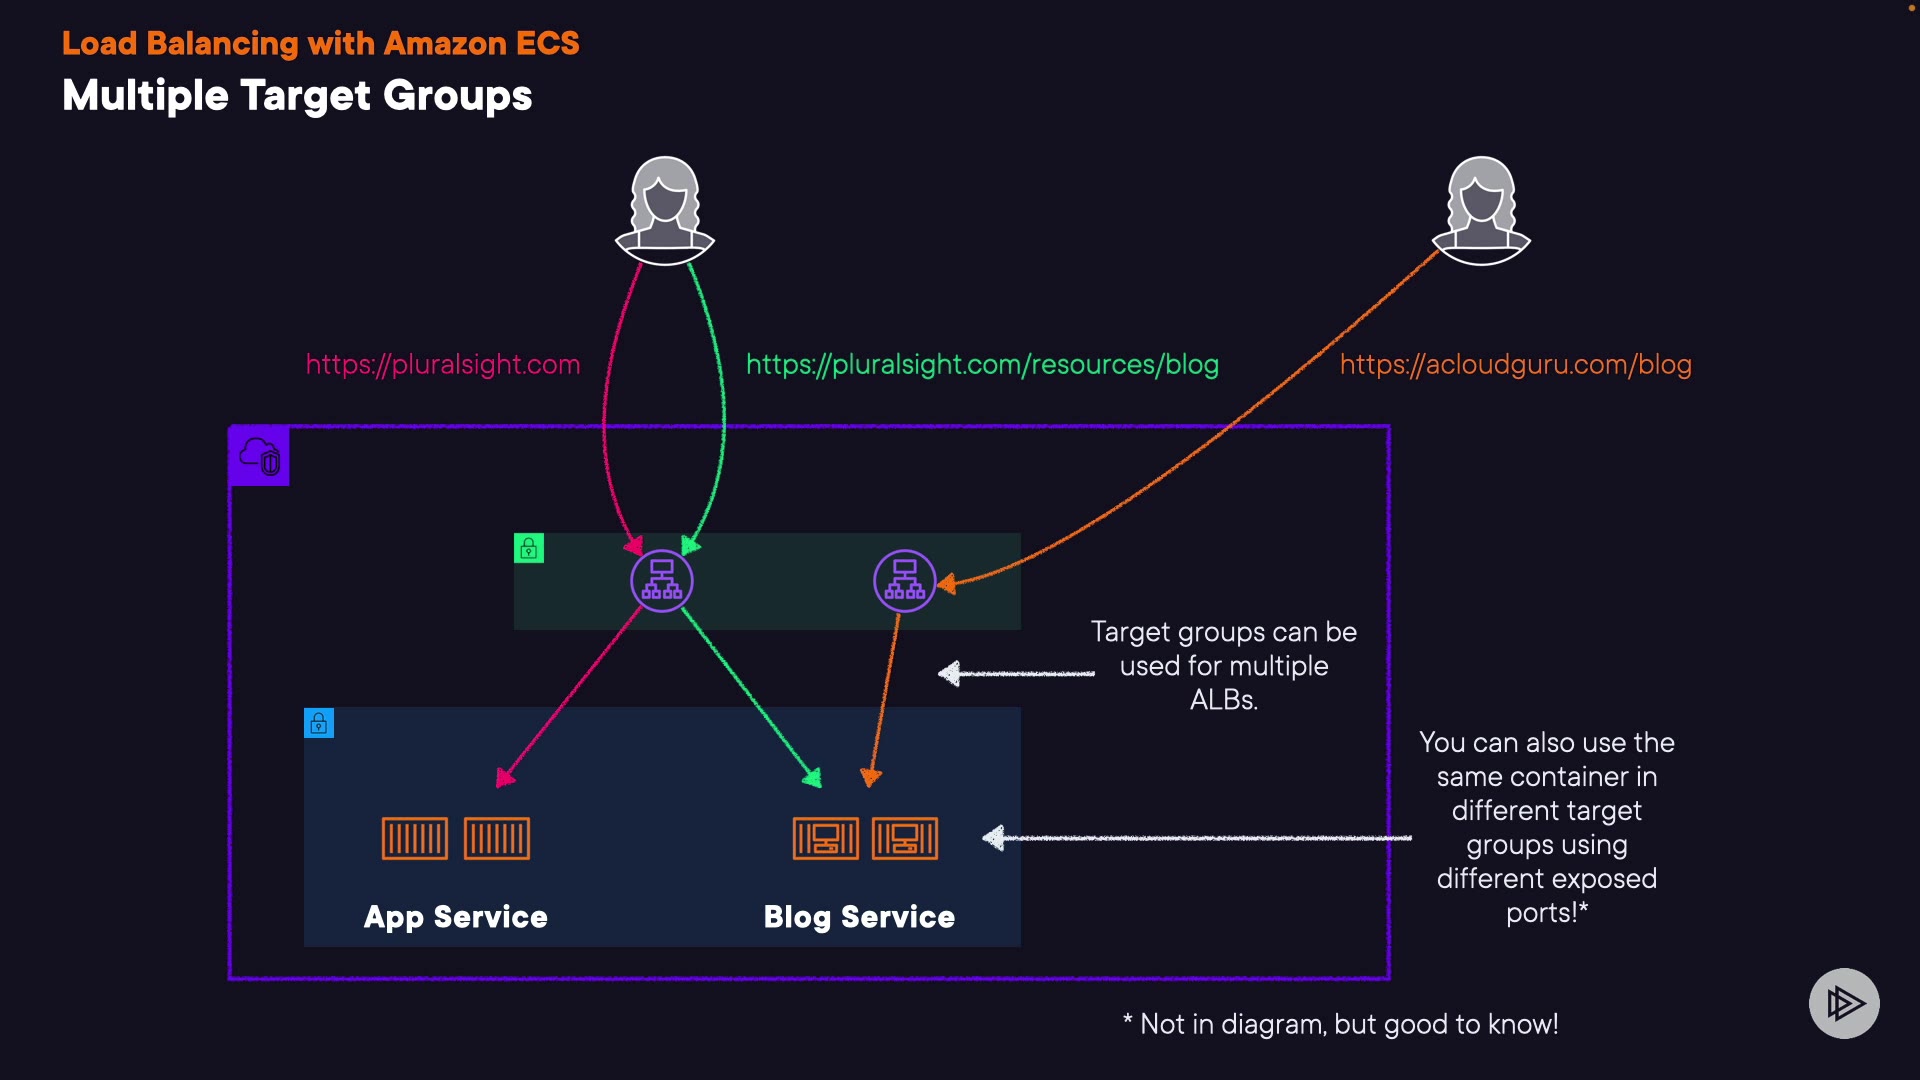 Load Balancing with Amazon ECS
Multiple Target Groups
https://pluralsight.com
https://pluralsight.com/resources/blog
https://acloudguru.com/blog
Target groups can be
used for multiple
ALBs.
You can also use the
same container in
different target
groups using
different exposed
ports!*
App Service
Blog Service
* Not in diagram, but good to know!